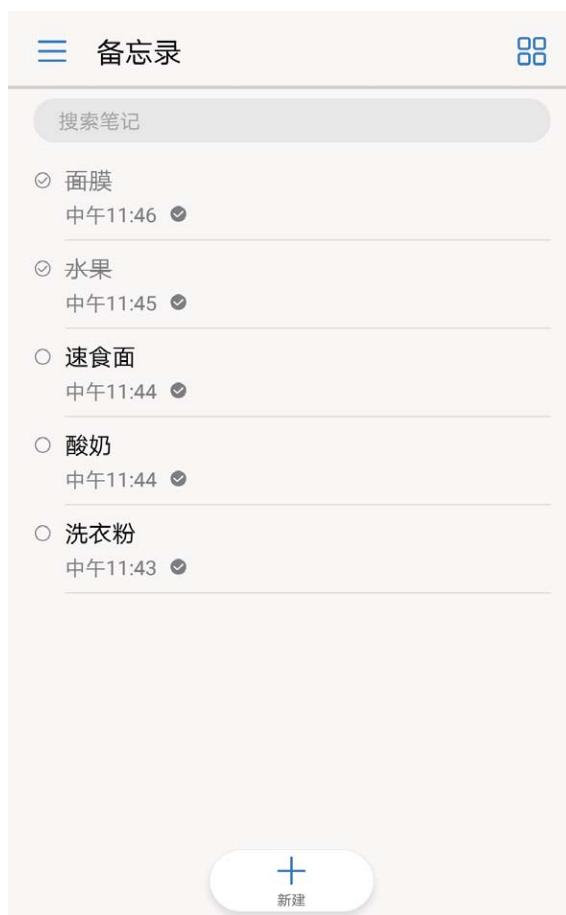 备忘录
搜索笔记
面膜
中午11:46
水果
中午11:45
速食面
中午11:44
酸奶
中午11:44
洗衣粉
中午11:43
新建